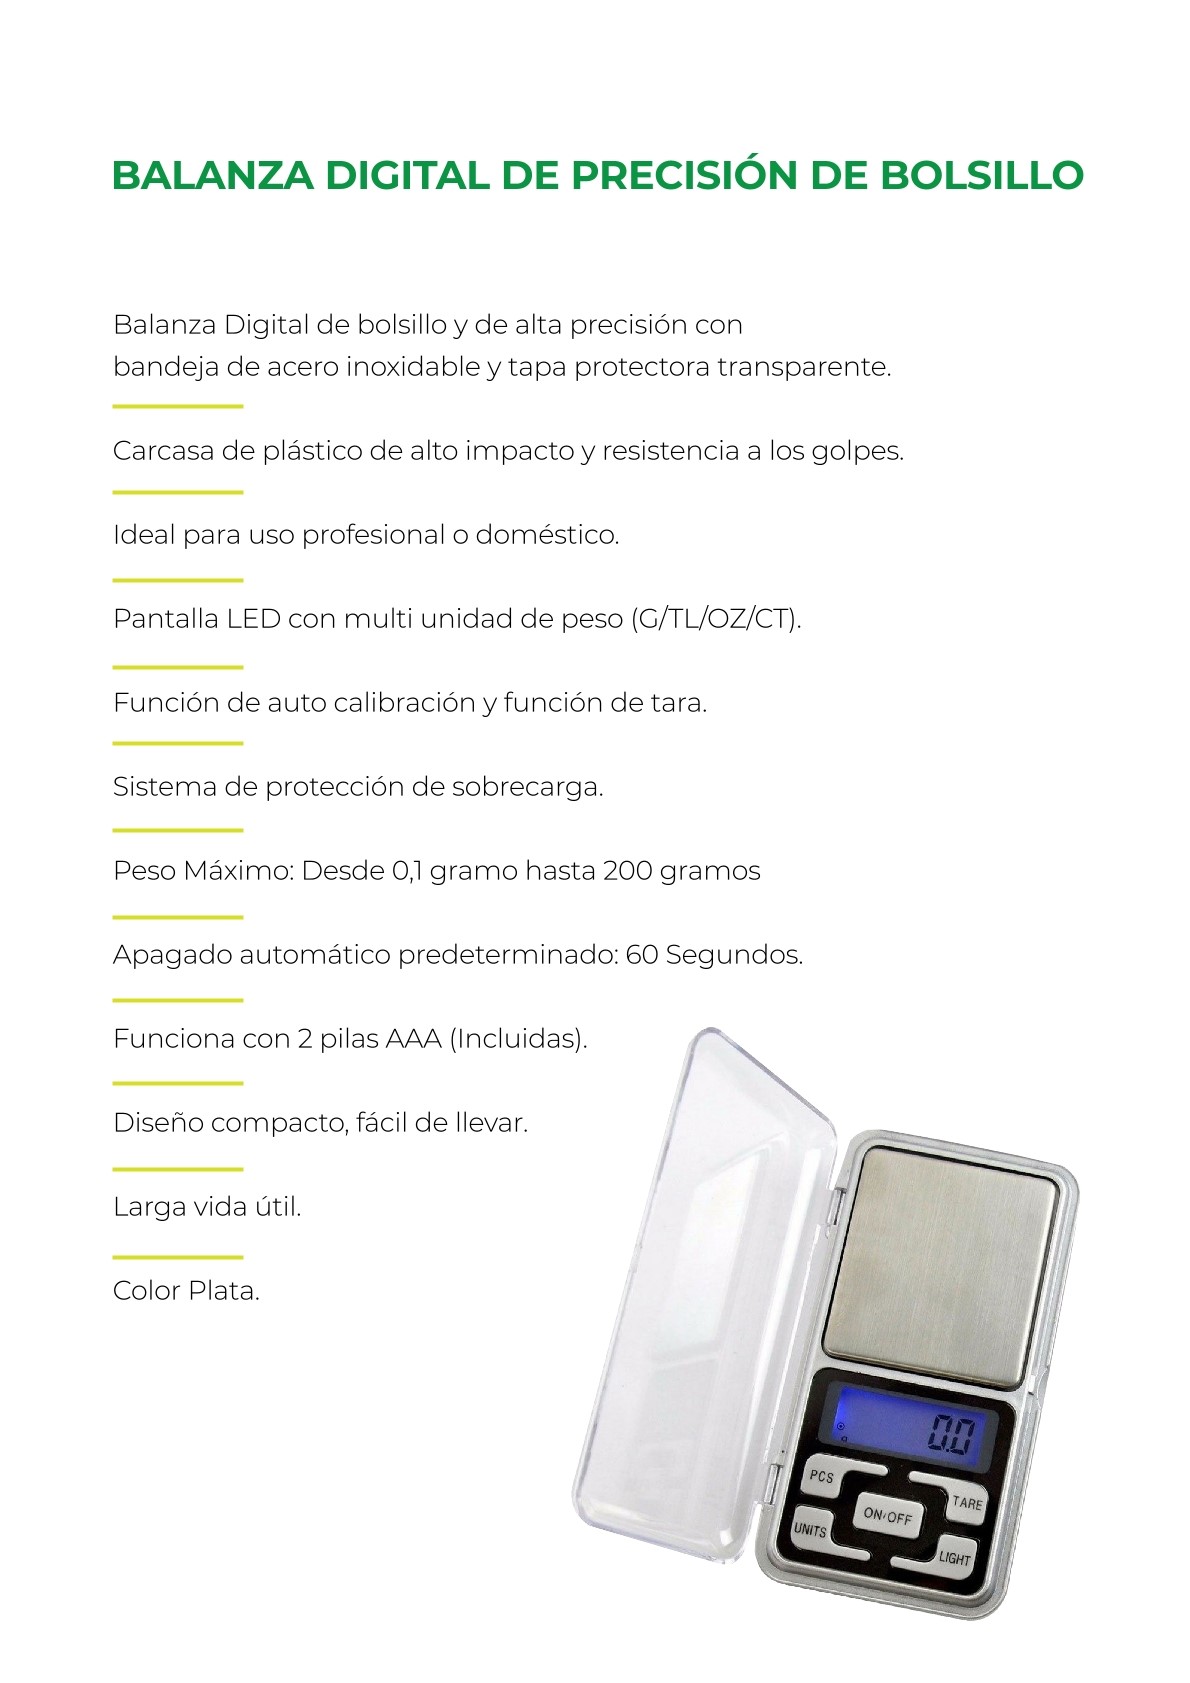 BALANZA DIGITAL DE PRECISIÓN DE BOLSILLO
Balanza Digital de bolsillo y de alta precisión con
bandeja de acero inoxidable y tapa protectora transparente.
Carcasa de plástico de alto impacto y resistencia a los golpes.
Ideal para uso profesional o doméstico.
Pantalla LED con multi unidad de peso (G/TL/OZ/CT).
Función de auto calibración y función de tara.
Sistema de protección de sobrecarga.
Peso Máximo: Desde 0,1 gramo hasta 200 gramos
Apagado automático predeterminado: 60 Segundos.
Funciona con 2 pilas AAA (Incluidas).
Diseño compacto, fácil de llevar.
Larga vida útil.
Color Plata.
0.0
PCS
TARE
ON/OFF
UNITS
LIGHT